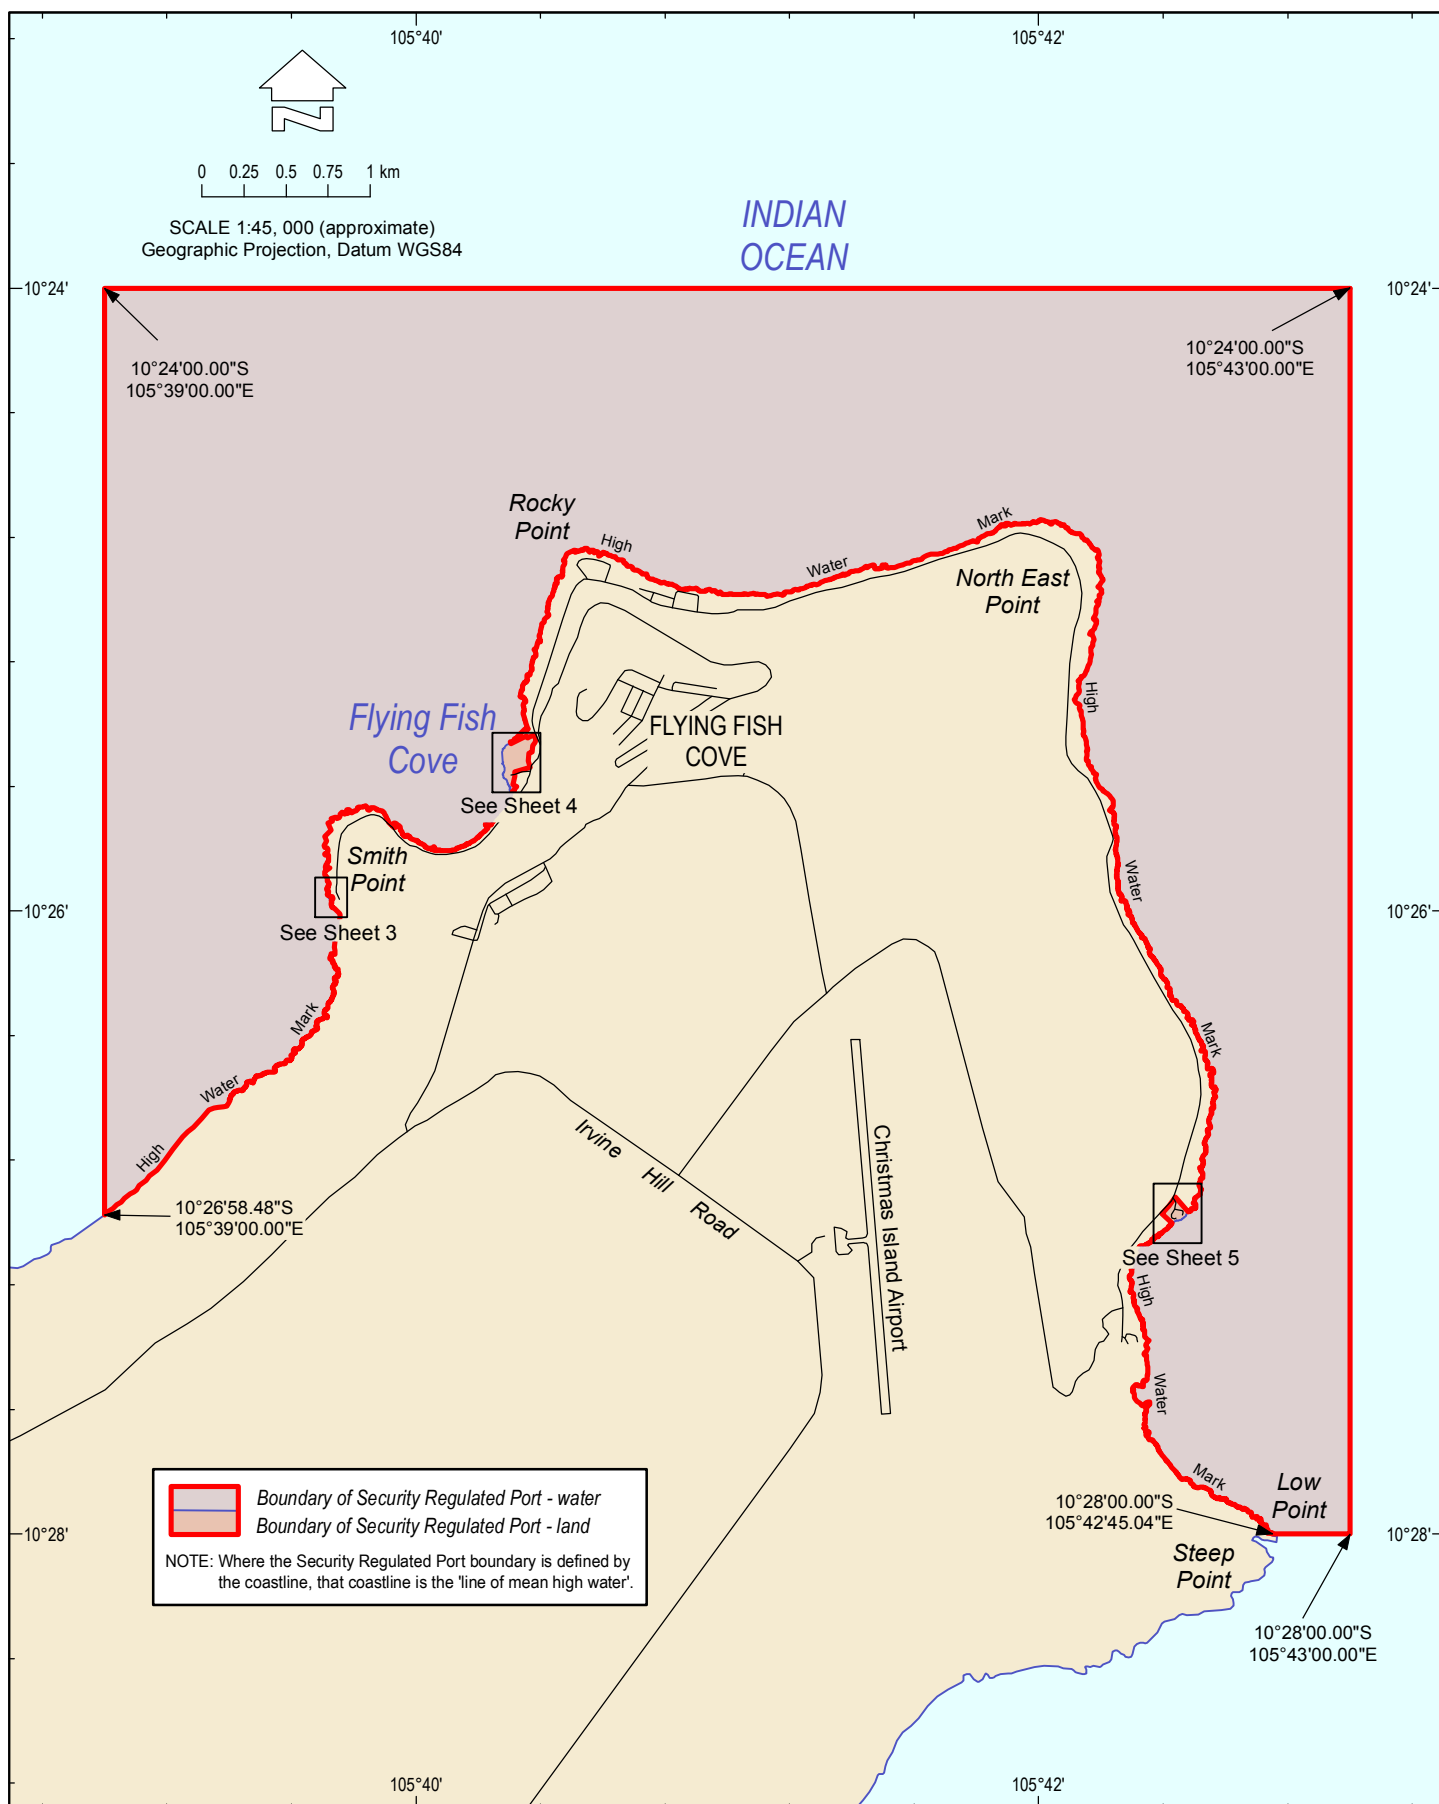 105°40'
105°42'
0 0.25 0.5 0.75 1 km
SCALE 1:45, 000 (approximate)
Geographic Projection, Datum WGS84
INDIAN
OCEAN
10°24'
10°24'
10°24'00.00"S
105°39'00.00"E
10°24'00.00"S
105°43'00.00"E
Rocky
Point
High
Water
Mark
North East
Point
High
Flying Fish
Cove
FLYING FISH
COVE
See Sheet 4
Smith
Point
Water
10°26'
10°26'
See Sheet 3
Mark
Mark
Water
High
Irvine Hill Road
Christmas Island Airport
10°26'58.48"S
105°39'00.00"E
See Sheet 5
High
Water
Mark
Low
Point
Boundary of Security Regulated Port - water
Boundary of Security Regulated Port - land
NOTE: Where the Security Regulated Port boundary is defined by
the coastline, that coastline is the 'line of mean high water'.
10°28'00.00"S
105°42'45.04"E
10°28'
10°28'
Steep
Point
10°28'00.00"S
105°43'00.00"E
105°40'
105°42'